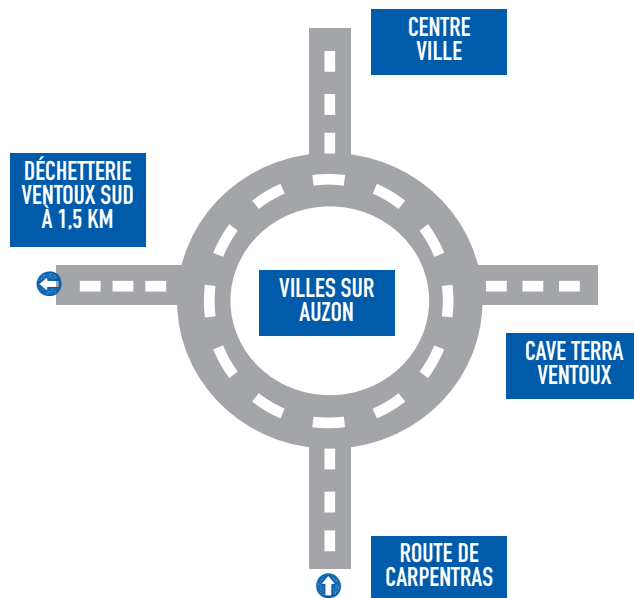 CENTRE
VILLE
DÉCHETTERIE
VENTOUX SUD
À 1,5 KM
VILLES SUR
AUZON
CAVE TERRA
VENTOUX
ROUTE DE
CARPENTRAS